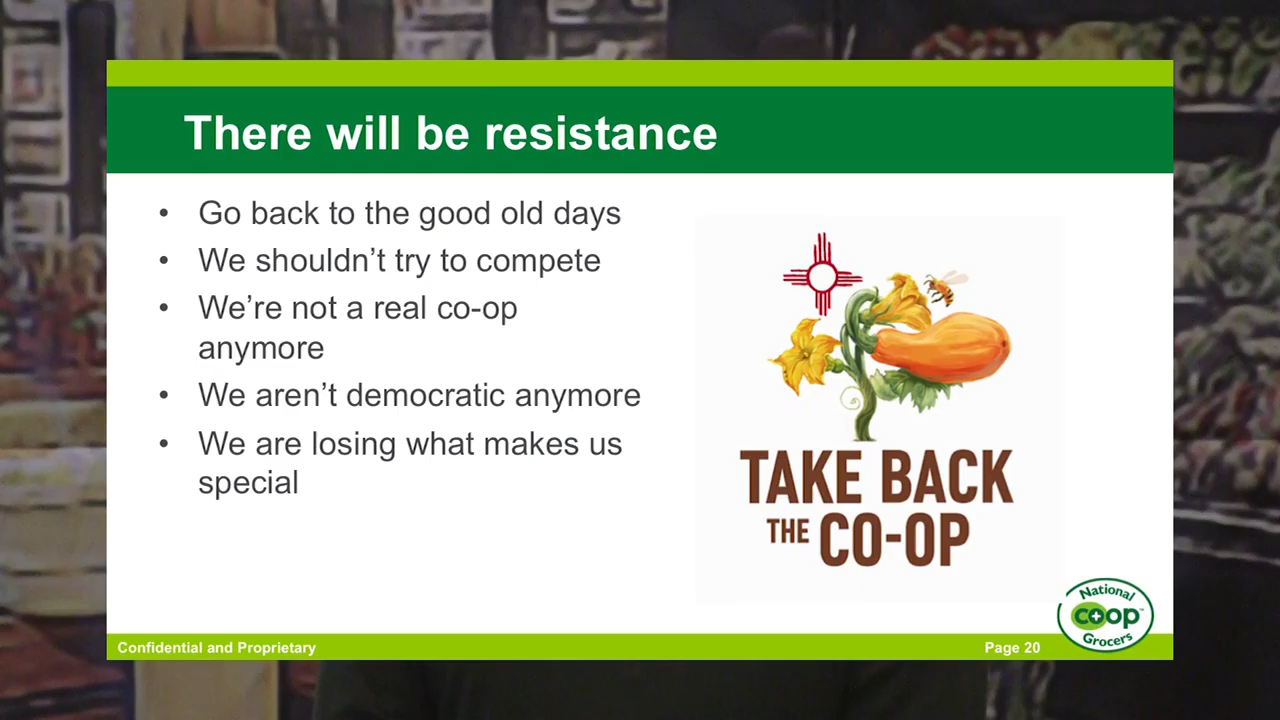 There will be resistance
• Go back to the good old days
• We shouldn’t try to compete
• We’re not a real co-op
anymore
• We aren’t democratic anymore
• We are losing what makes us
special
TAKE BACK
THE CO-OP
National
co+op™
Grocers
Confidential and Proprietary
Page 20